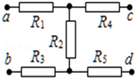 a R₁ R₄ c
R₂
b R₃ R₅ d